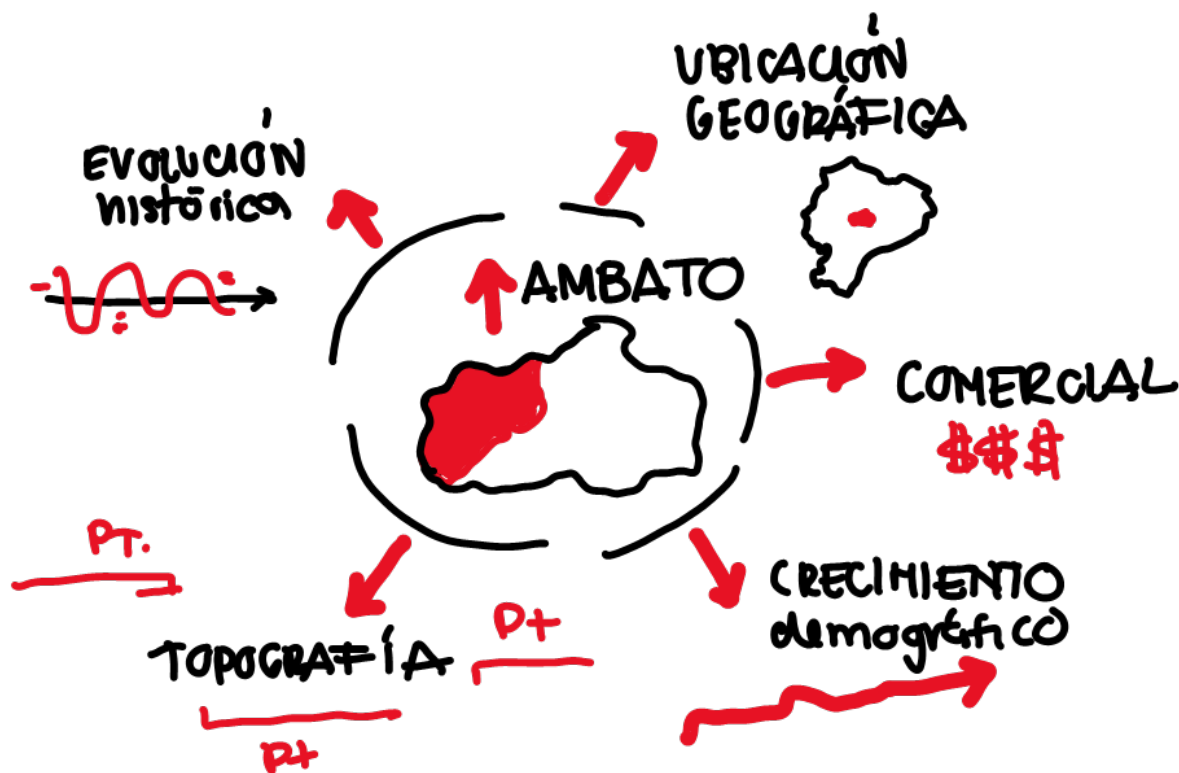 UBICACIÓN
GEOGRÁFICA
EVOLUCIÓN
histórica
AMBATO
COMERCIAL
$$$
PT.
CRECIMIENTO
demográfico
TOPOGRAFÍA
P+
P+